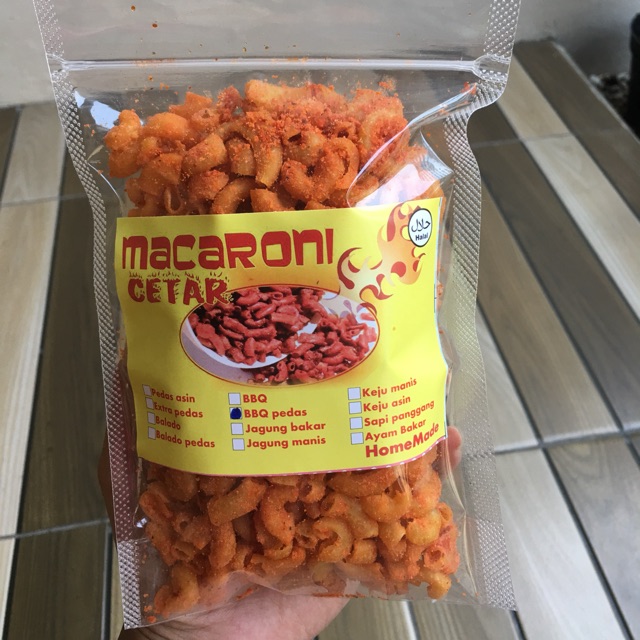 macaroni
CETAR
حلال
Halal
Pedas asin
Extra pedas
Balado
Balado pedas
BBQ
BBQ pedas
Jagung bakar
Jagung manis
Keju manis
Keju asin
Sapi panggang
Ayam Bakar
HomeMade